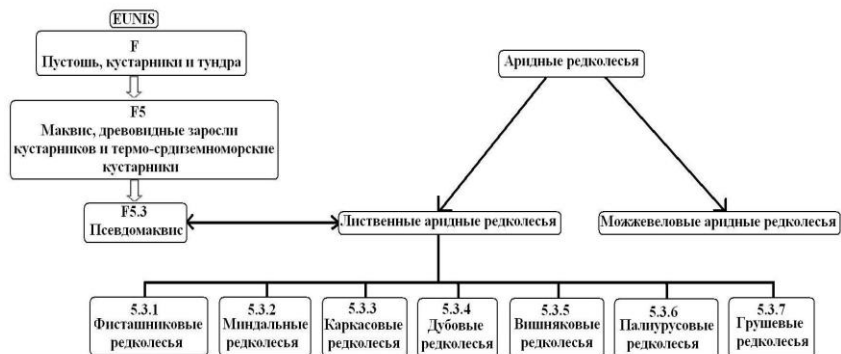 EUNIS
F
Пустошь, кустарники и тундра
Аридные редколесья
F5
Маквис, древовидные заросли
кустарников и термо-срдиземноморские
кустарники
F5.3
Псевдомаквис
Лиственные аридные редколесья
Можжевеловые аридные редколесья
5.3.1
Фисташниковые
редколесья
5.3.2
Миндальные
редколесья
5.3.3
Каркасовые
редколесья
5.3.4
Дубовые
редколесья
5.3.5
Вишняковые
редколесья
5.3.6
Палиурусовые
редколесья
5.3.7
Грушевые
редколесья